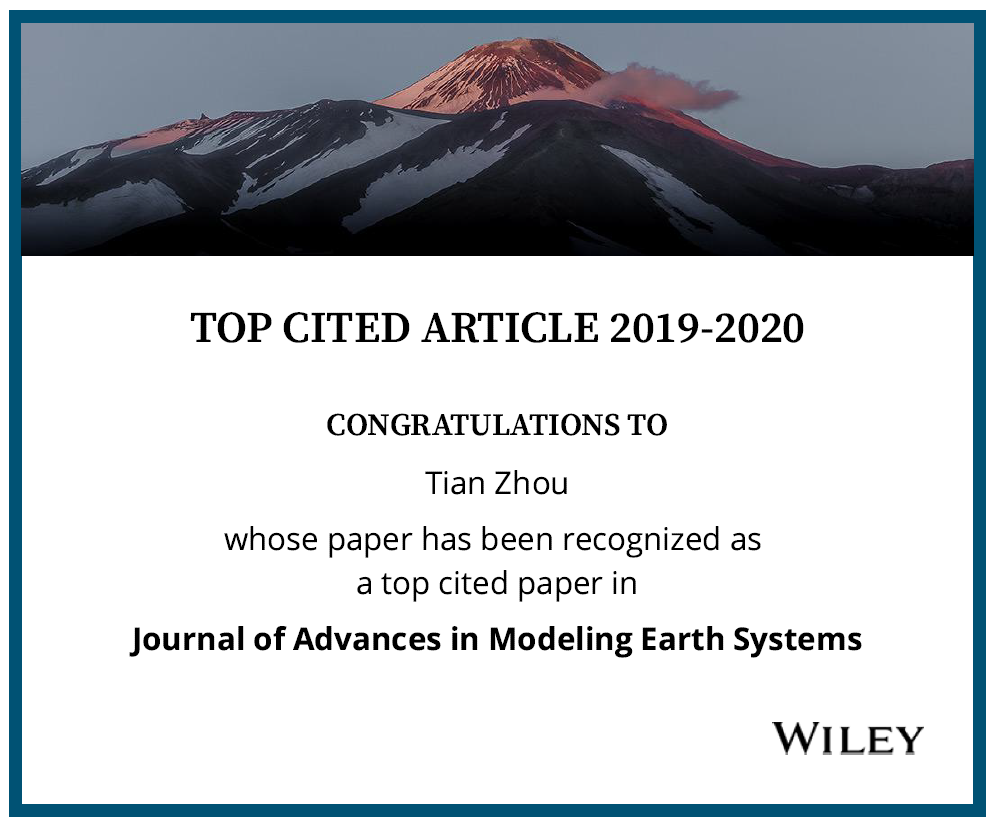 TOP CITED ARTICLE 2019-2020
CONGRATULATIONS TO
Tian Zhou
whose paper has been recognized as
a top cited paper in
Journal of Advances in Modeling Earth Systems
WILEY